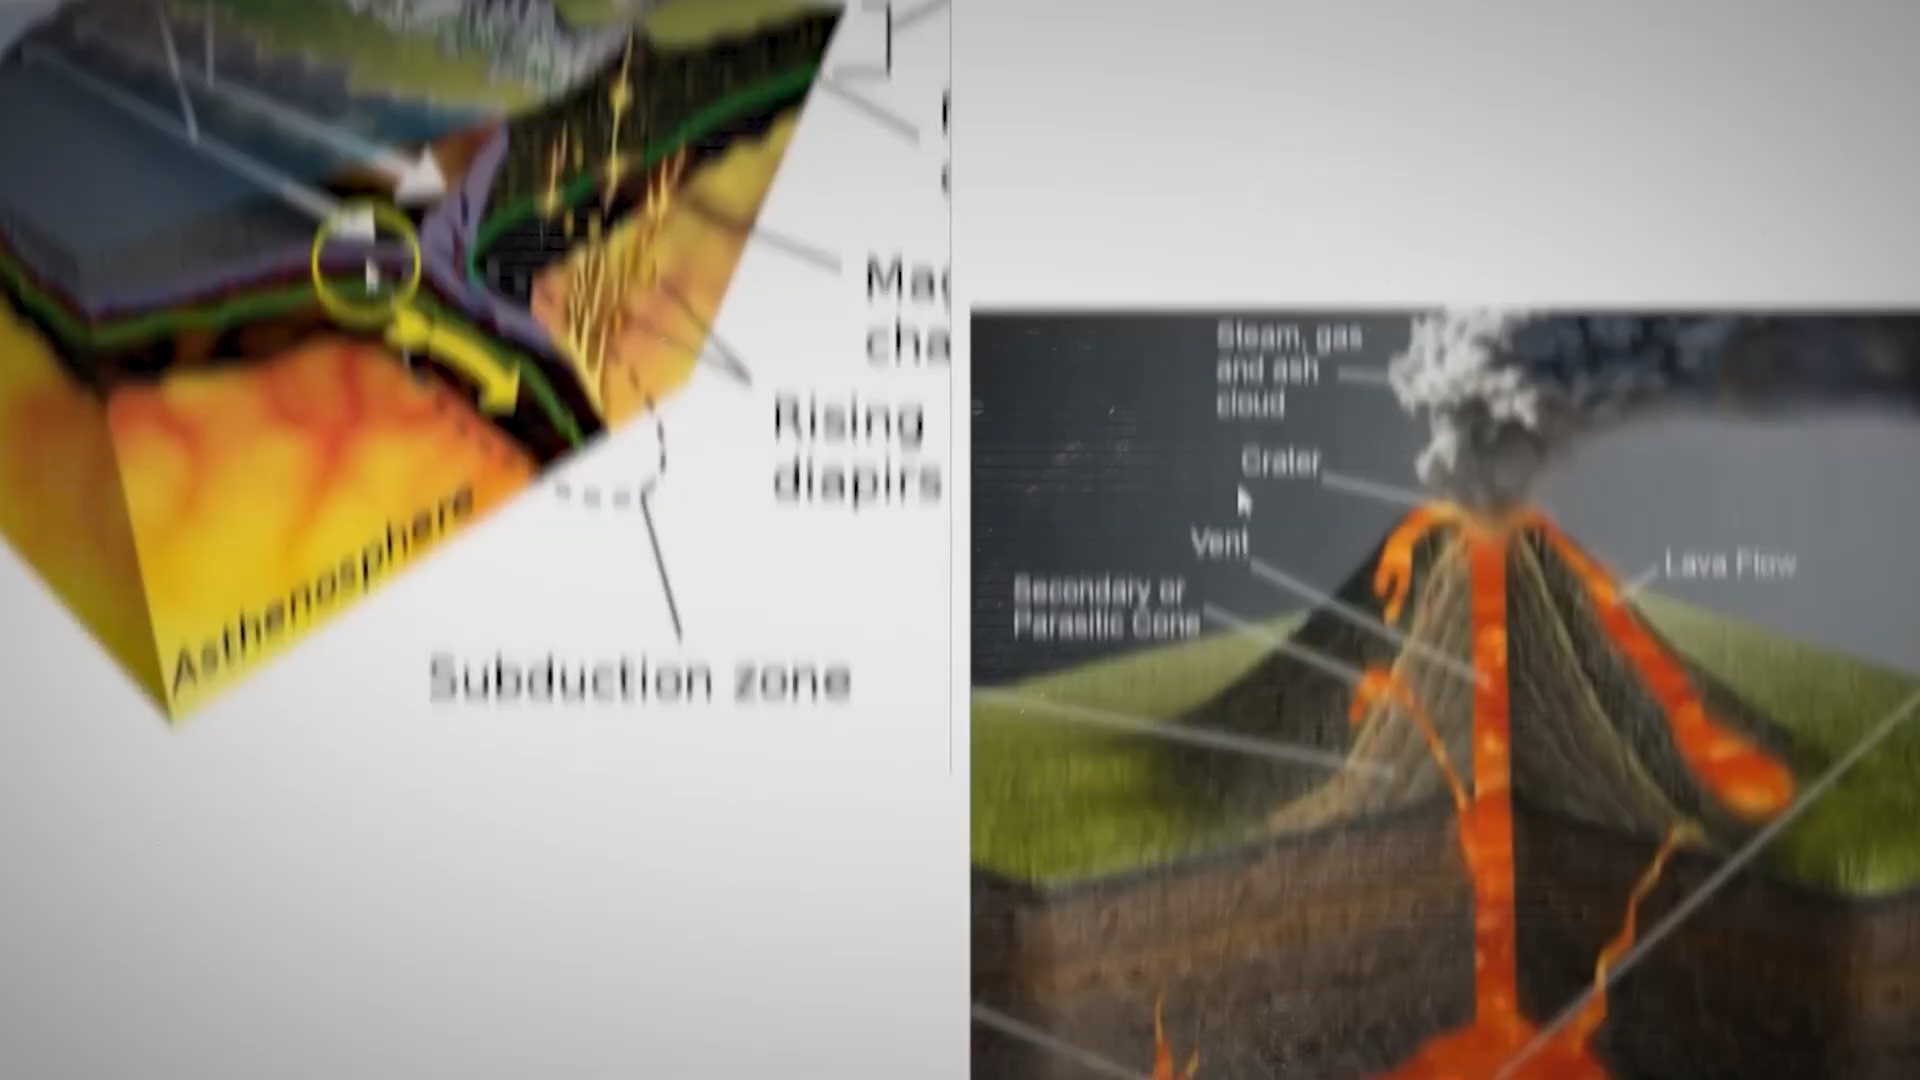 Mag
cha
Rising
diapirs
Asthenosphere
Subduction zone
Steam, gas
and ash
cloud
Crater
Vent
Lava Flow
Secondary or
Parasitic Cone